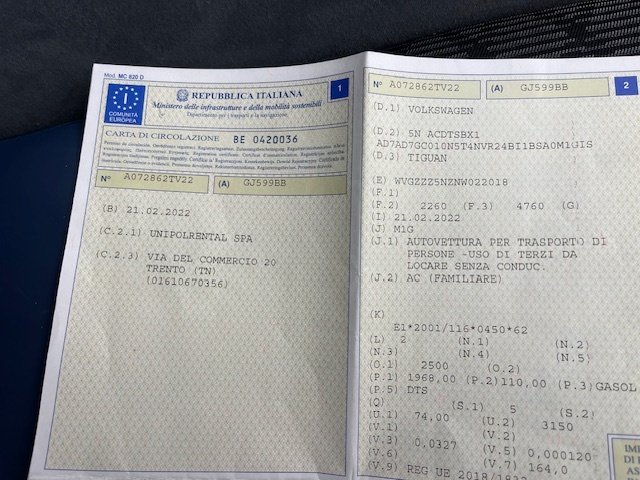 Mod. MC 820 D
I
COMUNITÀ
EUROPEA
REPUBBLICA ITALIANA
1
Ministero delle infrastrutture e della mobilità sostenibili
Dipartimento per i trasporti e la navigazione
CARTA DI CIRCOLAZIONE BE 0420036
N° A072862TV22 (A) GJ599BB
(B) 21.02.2022
(C.2.1) UNIPOLRENTAL SPA
(C.2.3) VIA DEL COMMERCIO 20
TRENTO (TN)
(01610670356)
N° A072862TV22 (A) GJ599BB 2
(D.1) VOLKSWAGEN
(D.2) 5N ACDTSBX1
AD7AD7GC010N5T4NVR24BI1BSA0M1GIS
(D.3) TIGUAN
(E) WVGZZZ5NZNW022018
(F.1)
(F.2) 2260 (F.3) 4760 (G)
(I) 21.02.2022
(J) M1G
(J.1) AUTOVETTURA PER TRASPORTO DI
PERSONE -USO DI TERZI DA
LOCARE SENZA CONDUC.
(J.2) AC (FAMILIARE)
(K)
E1*2001/116*0450*62
(L) 2 (N.1) (N.2)
(N.3) (N.4) (N.5)
(O.1) 2500 (O.2)
(P.1) 1968,00 (P.2)110,00 (P.3)GASOL
(P.5) DTS
(Q) (S.1) 5 (S.2)
(U.1) 74,00 (U.2) 3150
(V.1) (V.2)
(V.3) 0,0327 (V.5) 0,000120
(V.6) (V.7) 164,0
(V.9) REG UE 2018/1832